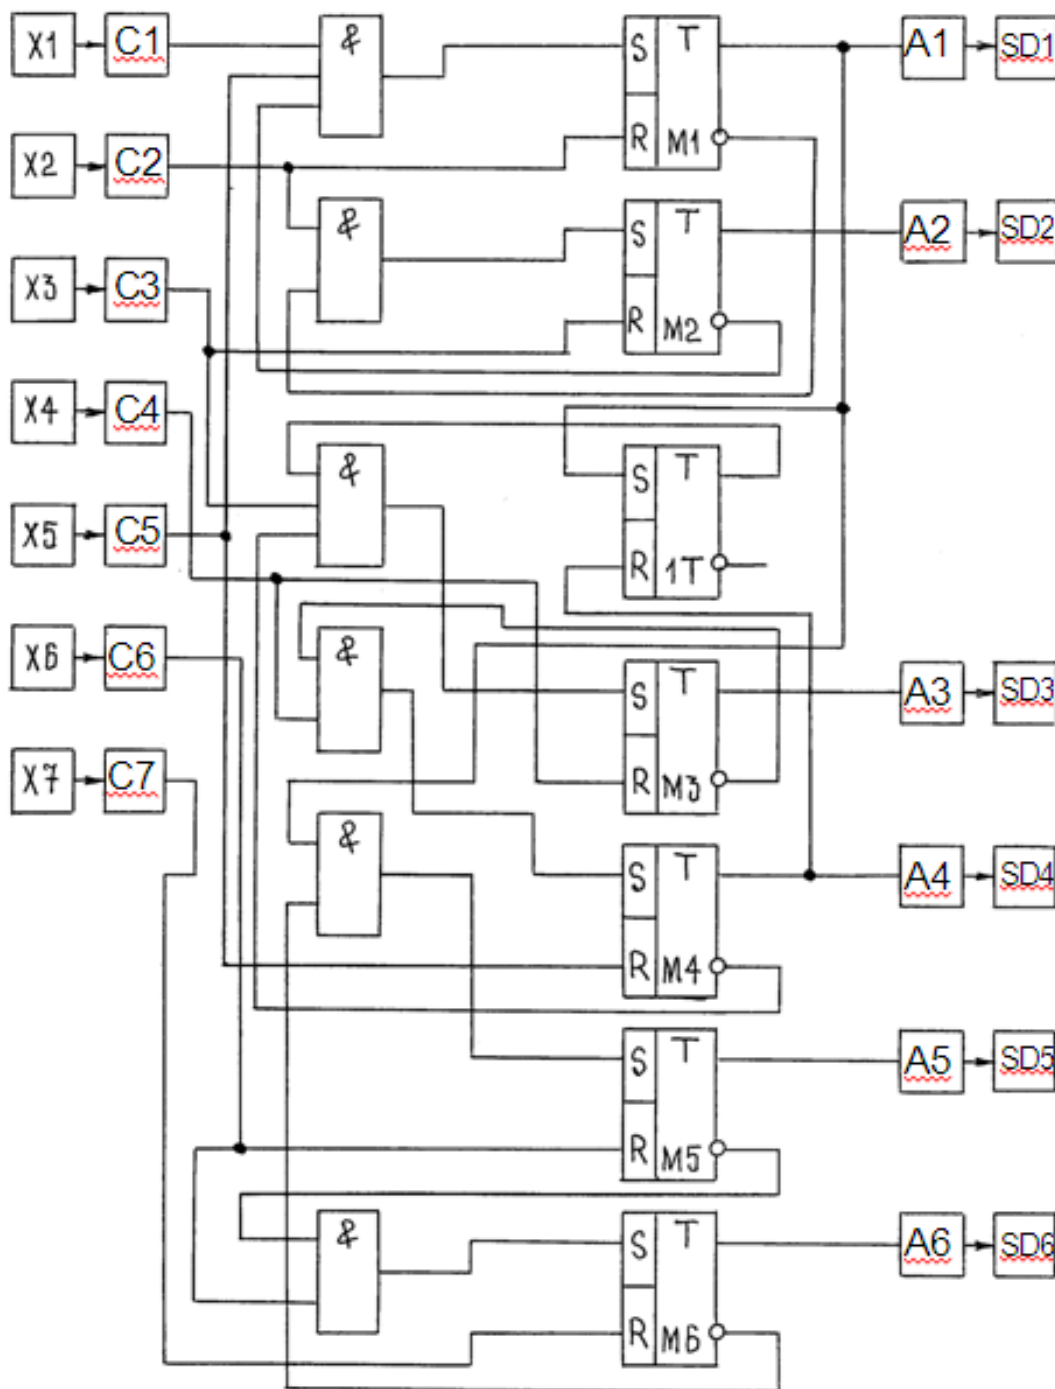 X1 C1 & S T A1 SD1
R M1
X2 C2 & S T A2 SD2
X3 C3 R M2
X4 C4 & S T
X5 C5 R 1T
X6 C6 & S T A3 SD3
X7 C7 R M3
& S T A4 SD4
R M4
S T A5 SD5
R M5
& S T A6 SD6
R M6